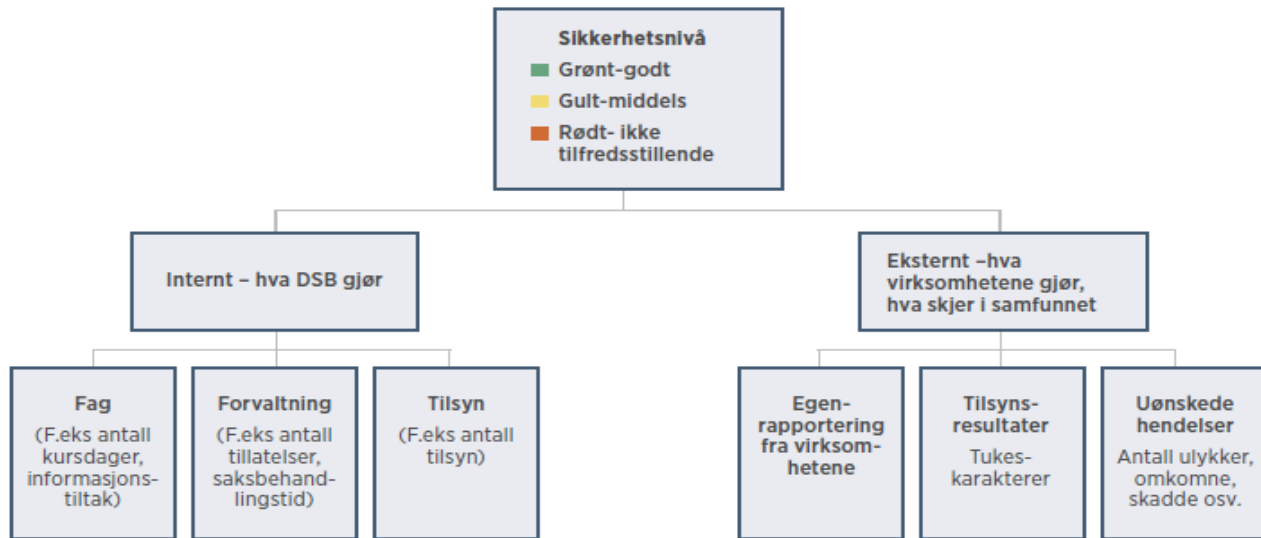 Sikkerhetsnivå
Grønt-godt
Gult-middels
Rødt- ikke
tilfredsstillende
Internt – hva DSB gjør
Eksternt –hva
virksomhetene gjør,
hva skjer i samfunnet
Fag
(F.eks antall
kursdager,
informasjons-
tiltak)
Forvaltning
(F.eks antall
tillatelser,
saksbehand-
lingstid)
Tilsyn
(F.eks antall
tilsyn)
Egen-
rapportering
fra virksom-
hetene
Tilsyns-
resultater
Tukes-
karakterer
Uønskede
hendelser
Antall ulykker,
omkomne,
skadde osv.